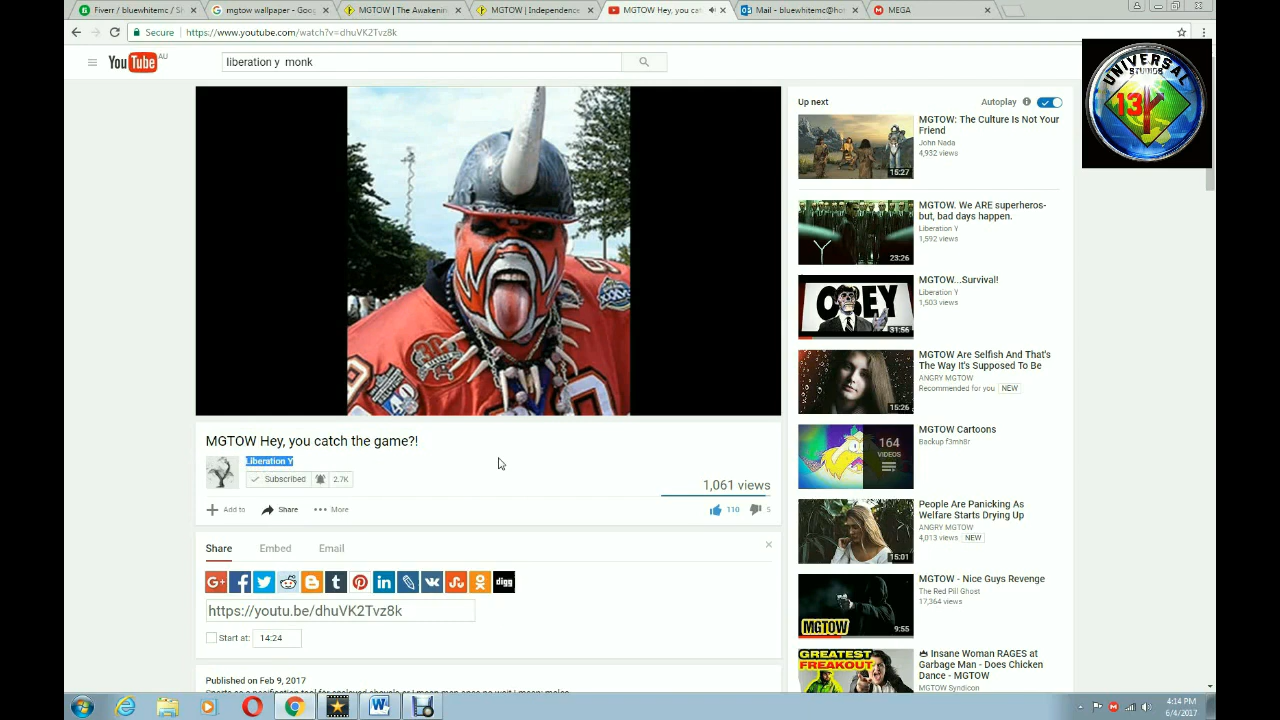 Fiverr / bluewhitemc / S
mgtow wallpaper - Goo
MGTOW | The Awakenin
MGTOW | Independenc
MGTOW Hey, you cat
Mail - bluewhitemc@ho
MEGA
Secure
https://www.youtube.com/watch?v=dhuVK2Tvz8k
YouTube AU
liberation y monk
UNIVERSAL
STUDIOS
13
MGTOW Hey, you catch the game?!
Liberation Y
Subscribed
2.7K
1,061 views
Add to
Share
More
110
5
Share
Embed
Email
digg
https://youtu.be/dhuVK2Tvz8k
Start at:
14:24
Published on Feb 9, 2017
Up next
Autoplay
MGTOW: The Culture Is Not Your
Friend
John Nada
4,932 views
15:27
MGTOW. We ARE superheros-
but, bad days happen.
Liberation Y
1,592 views
23:26
MGTOW...Survival!
Liberation Y
1,503 views
OBEY
31:56
MGTOW Are Selfish And That's
The Way It's Supposed To Be
ANGRY MGTOW
Recommended for you NEW
15:26
MGTOW Cartoons
Backup f3mh8r
164
VIDEOS
People Are Panicking As
Welfare Starts Drying Up
ANGRY MGTOW
4,013 views NEW
15:01
MGTOW - Nice Guys Revenge
The Red Pill Ghost
17,364 views
MGTOW
9:55
Insane Woman RAGES at
Garbage Man - Does Chicken
Dance - MGTOW
MGTOW Syndicon
GREATEST
FREAKOUT
4:14 PM
6/4/2017